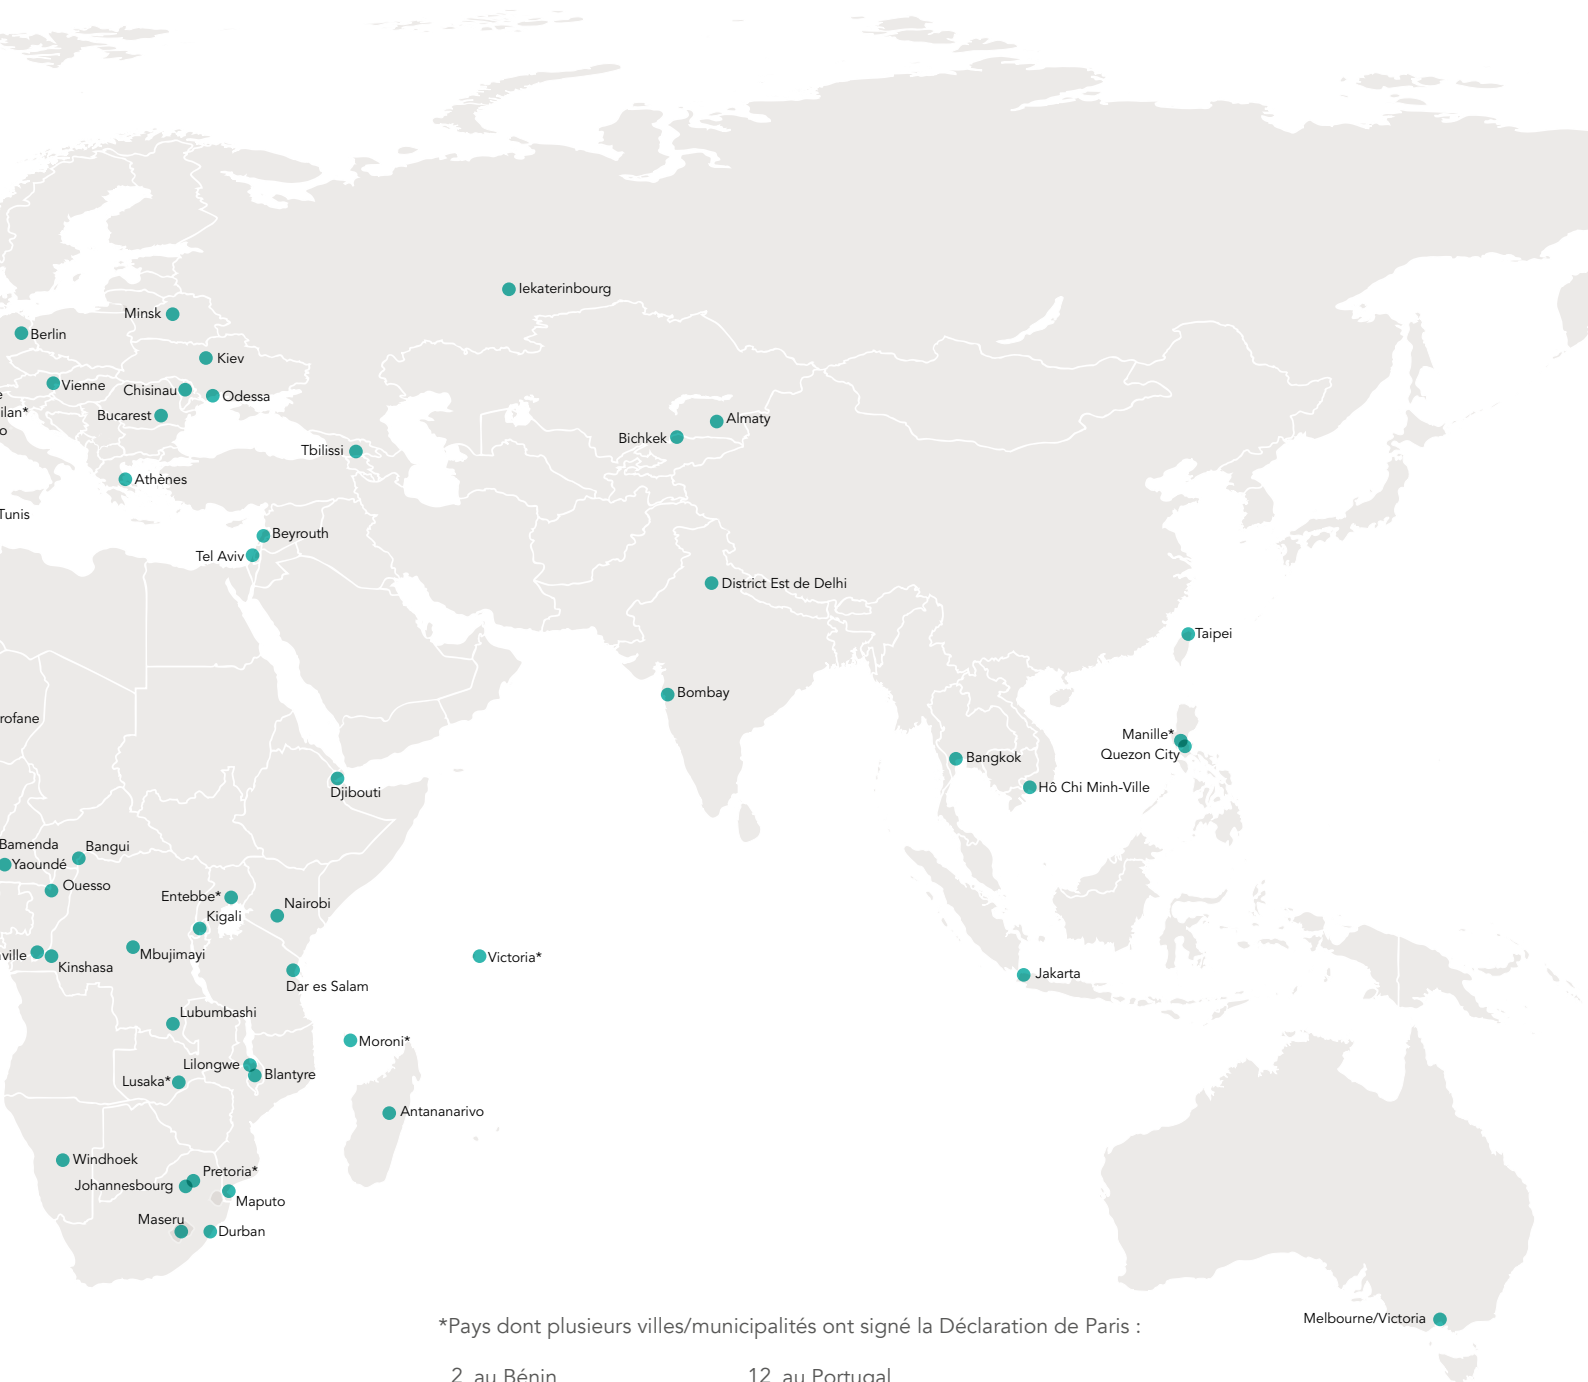 Iekaterinbourg
Minsk
Berlin
Kiev
Vienne
Chisinau
Odessa
e
ilan*
Bucarest
o
Almaty
Bichkek
Tbilissi
Athènes
Tunis
Beyrouth
Tel Aviv
District Est de Delhi
Taipei
Bombay
rofane
Manille*
Quezon City
Bangkok
Djibouti
Hô Chi Minh-Ville
Bamenda
Bangui
Yaoundé
Ouesso
Entebbe*
Nairobi
Kigali
ville
Mbujimayi
Kinshasa
Victoria*
Jakarta
Dar es Salam
Lubumbashi
Moroni*
Lilongwe
Blantyre
Lusaka*
Antananarivo
Windhoek
Pretoria*
Johannesbourg
Maputo
Maseru
Durban
Melbourne/Victoria
*Pays dont plusieurs villes/municipalités ont signé la Déclaration de Paris :
2 au Bénin
12 au Portugal